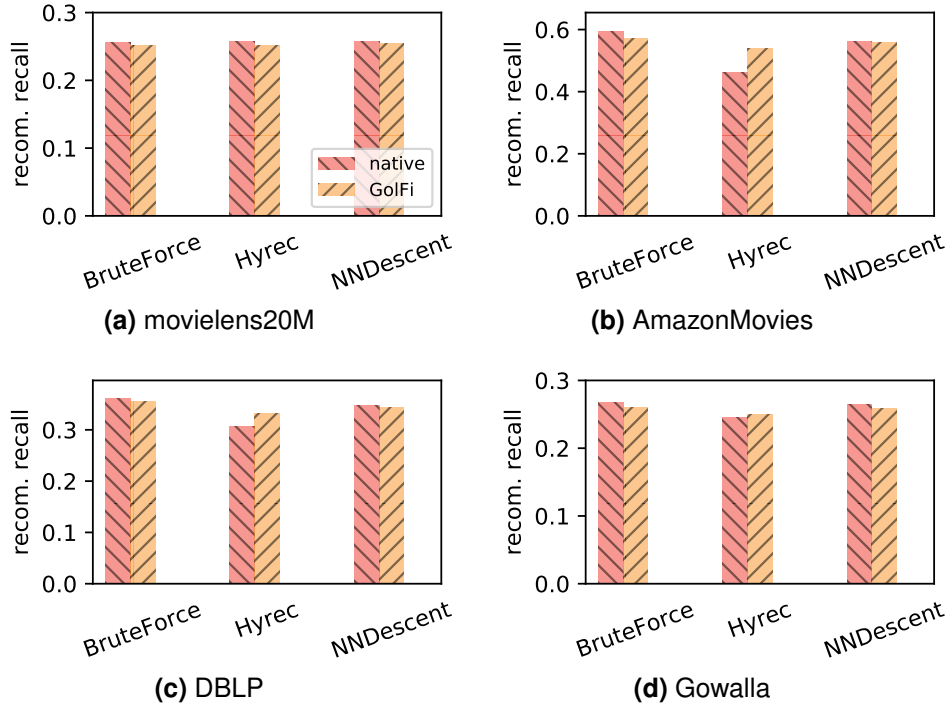 recom. recall
0.3
0.2
0.1
0.0
native
GolFi
BruteForce
Hyrec
NNDescent
(a) movielens20M
recom. recall
0.6
0.4
0.2
0.0
BruteForce
Hyrec
NNDescent
(b) AmazonMovies
recom. recall
0.3
0.2
0.1
0.0
BruteForce
Hyrec
NNDescent
(c) DBLP
recom. recall
0.3
0.2
0.1
0.0
BruteForce
Hyrec
NNDescent
(d) Gowalla